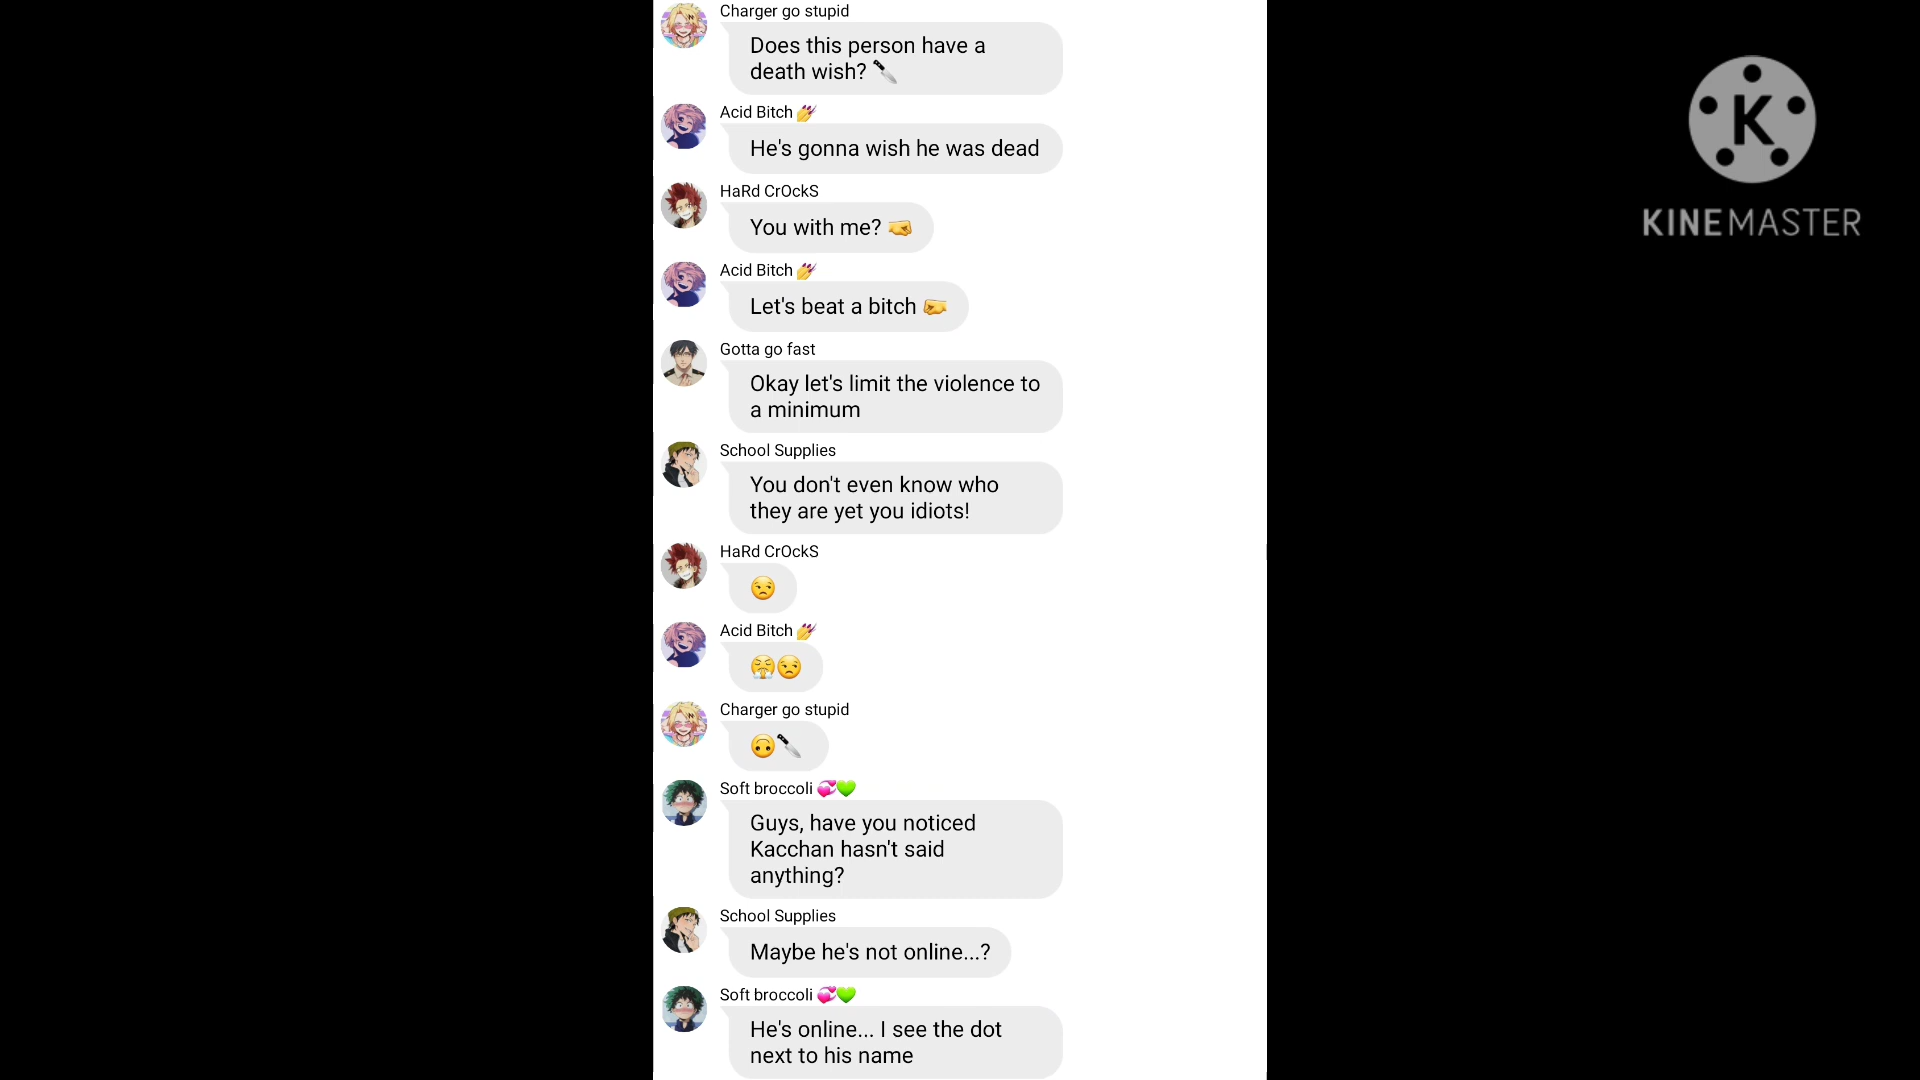 Charger go stupid
Does this person have a
death wish? 🔪
Acid Bitch 💅
He's gonna wish he was dead
HaRd CrOckS
You with me? 🤜
Acid Bitch 💅
Let's beat a bitch 🤛
Gotta go fast
Okay let's limit the violence to
a minimum
School Supplies
You don't even know who
they are yet you idiots!
HaRd CrOckS
😒
Acid Bitch 💅
😤😒
Charger go stupid
🙃🔪
Soft broccoli 💞💚
Guys, have you noticed
Kacchan hasn't said
anything?
School Supplies
Maybe he's not online...?
Soft broccoli 💞💚
He's online... I see the dot
next to his name
K
KINEMASTER